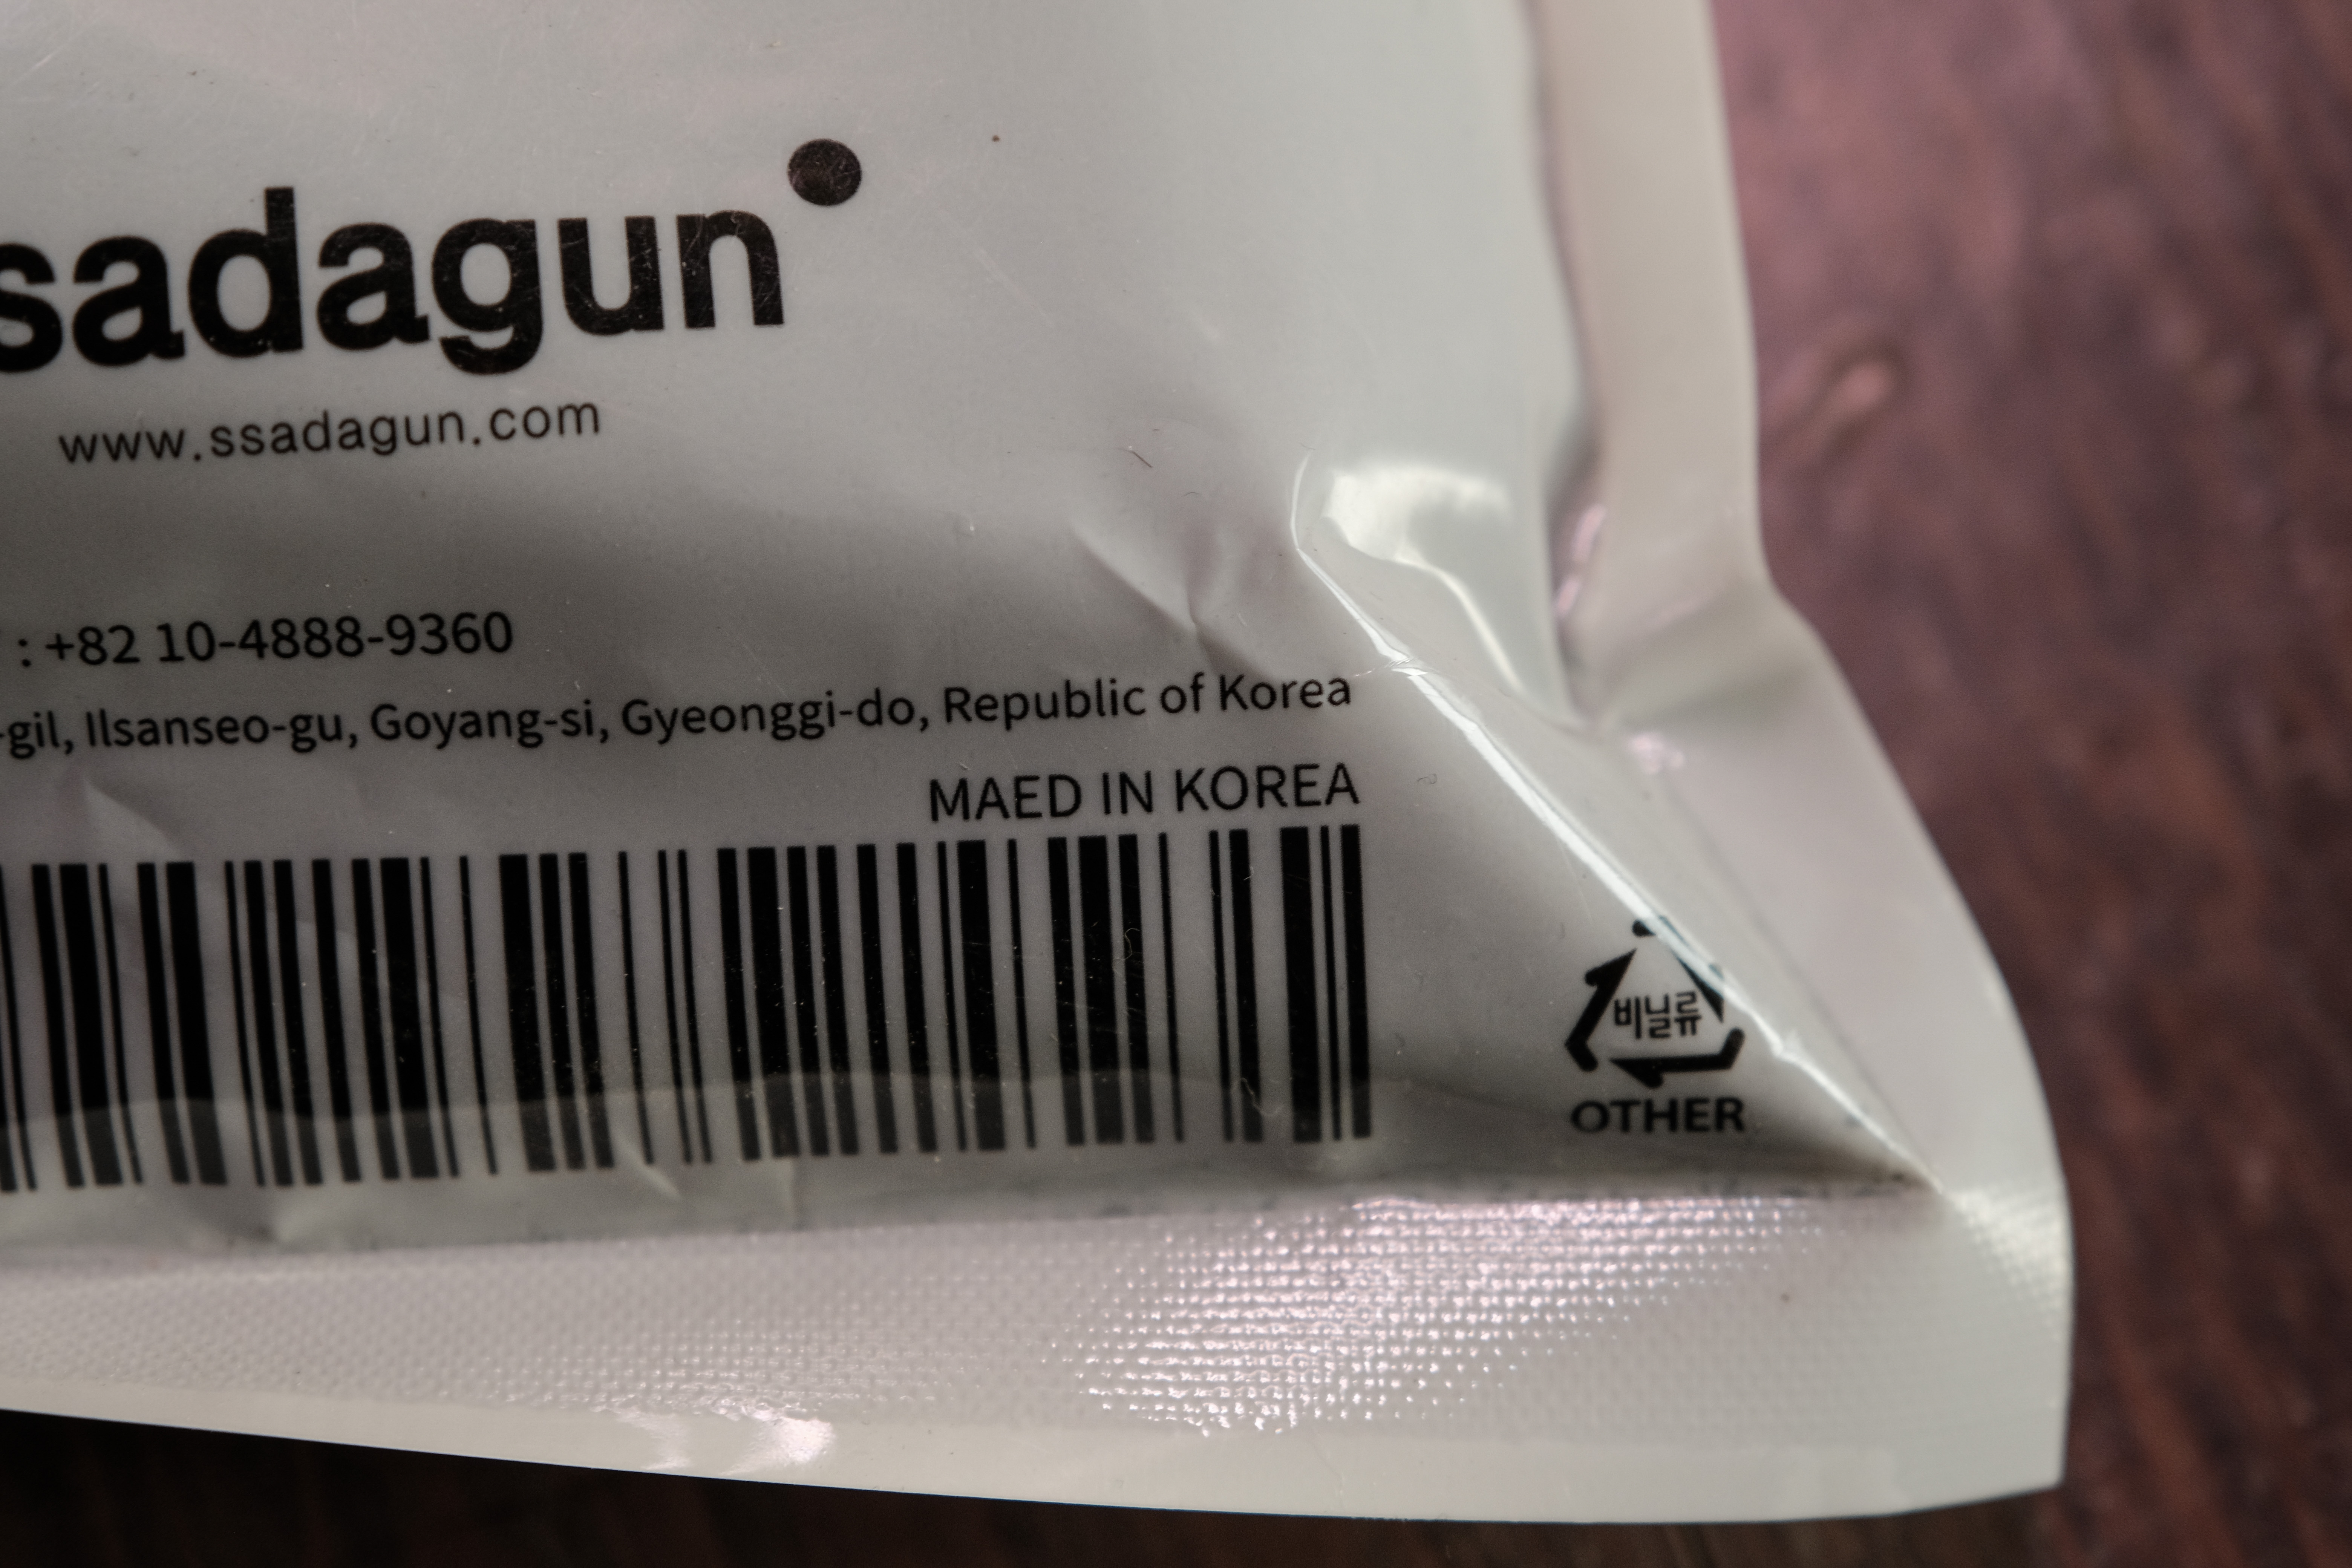 sadagun
www.ssadagun.com
: +82 10-4888-9360
-gil, Ilsanseo-gu, Goyang-si, Gyeonggi-do, Republic of Korea
MAED IN KOREA
비닐류
OTHER